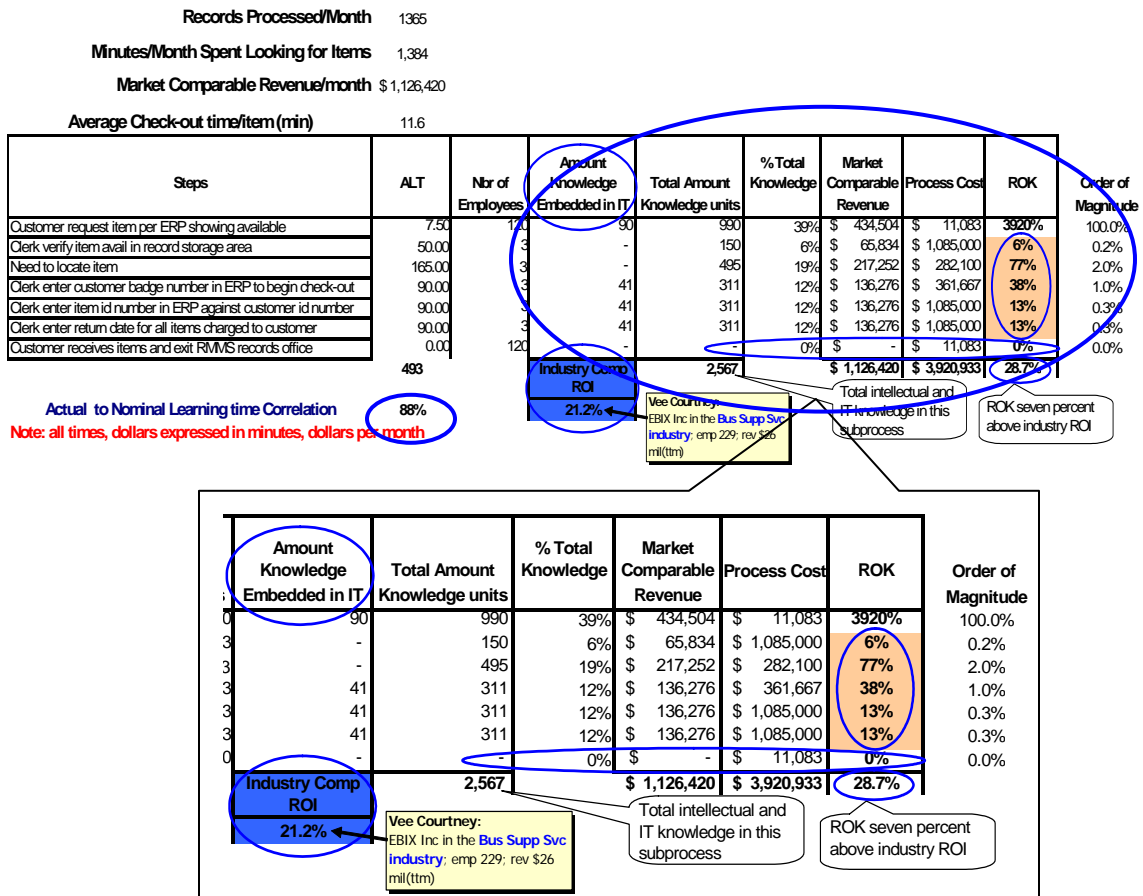 Records Processed/Month 1365
Minutes/Month Spent Looking for Items 1,384
Market Comparable Revenue/month $ 1,126,420
Average Check-out time/item (min) 11.6
Steps ALT Nbr of Employees Amount Knowledge Embedded in IT Total Amount Knowledge units % Total Knowledge Market Comparable Revenue Process Cost ROK Order of Magnitude
Customer request item per ERP showing available 7.50 120 90 990 39% $ 434,504 $ 11,083 3920% 100.0%
Clerk verify item avail in record storage area 50.00 3 - 150 6% $ 65,834 $ 1,085,000 6% 0.2%
Need to locate item 165.00 3 - 495 19% $ 217,252 $ 282,100 77% 2.0%
Clerk enter customer badge number in ERP to begin check-out 90.00 3 41 311 12% $ 136,276 $ 361,667 38% 1.0%
Clerk enter item id number in ERP against customer id number 90.00 3 41 311 12% $ 136,276 $ 1,085,000 13% 0.3%
Clerk enter return date for all items charged to customer 90.00 3 41 311 12% $ 136,276 $ 1,085,000 13% 0.3%
Customer receives items and exit RMMS records office 0.00 120 - - 0% $ - $ 11,083 0% 0.0%
493 Industry Comp ROI 2,567 $ 1,126,420 $ 3,920,933 28.7%
Actual to Nominal Learning time Correlation 88% 21.2%
Note: all times, dollars expressed in minutes, dollars per month
Vee Courtney:
EBIX Inc in the Bus Supp Svc
industry; emp 229; rev $26
mil(ttm)
Total intellectual and
IT knowledge in this
subprocess
ROK seven percent
above industry ROI
Amount Knowledge Embedded in IT Total Amount Knowledge units % Total Knowledge Market Comparable Revenue Process Cost ROK Order of Magnitude
0 90 990 39% $ 434,504 $ 11,083 3920% 100.0%
3 - 150 6% $ 65,834 $ 1,085,000 6% 0.2%
3 - 495 19% $ 217,252 $ 282,100 77% 2.0%
3 41 311 12% $ 136,276 $ 361,667 38% 1.0%
3 41 311 12% $ 136,276 $ 1,085,000 13% 0.3%
3 41 311 12% $ 136,276 $ 1,085,000 13% 0.3%
0 - - 0% $ - $ 11,083 0% 0.0%
Industry Comp ROI 2,567 $ 1,126,420 $ 3,920,933 28.7%
21.2%
Vee Courtney:
EBIX Inc in the Bus Supp Svc
industry; emp 229; rev $26
mil(ttm)
Total intellectual and
IT knowledge in this
subprocess
ROK seven percent
above industry ROI